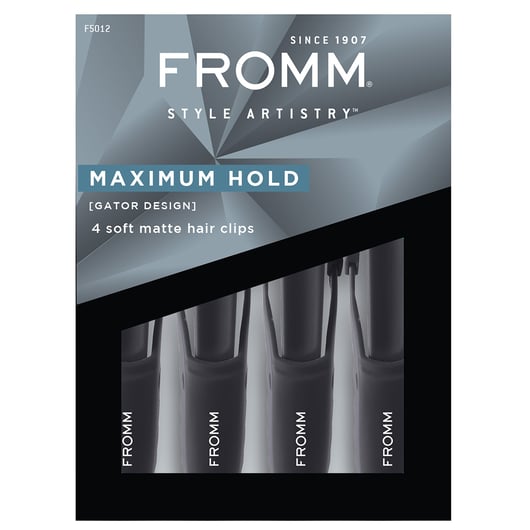 F5012
SINCE 1907
FROMM®
STYLE ARTISTRY™
MAXIMUM HOLD
[GATOR DESIGN]
4 soft matte hair clips
FROMM
FROMM
FROMM
FROMM